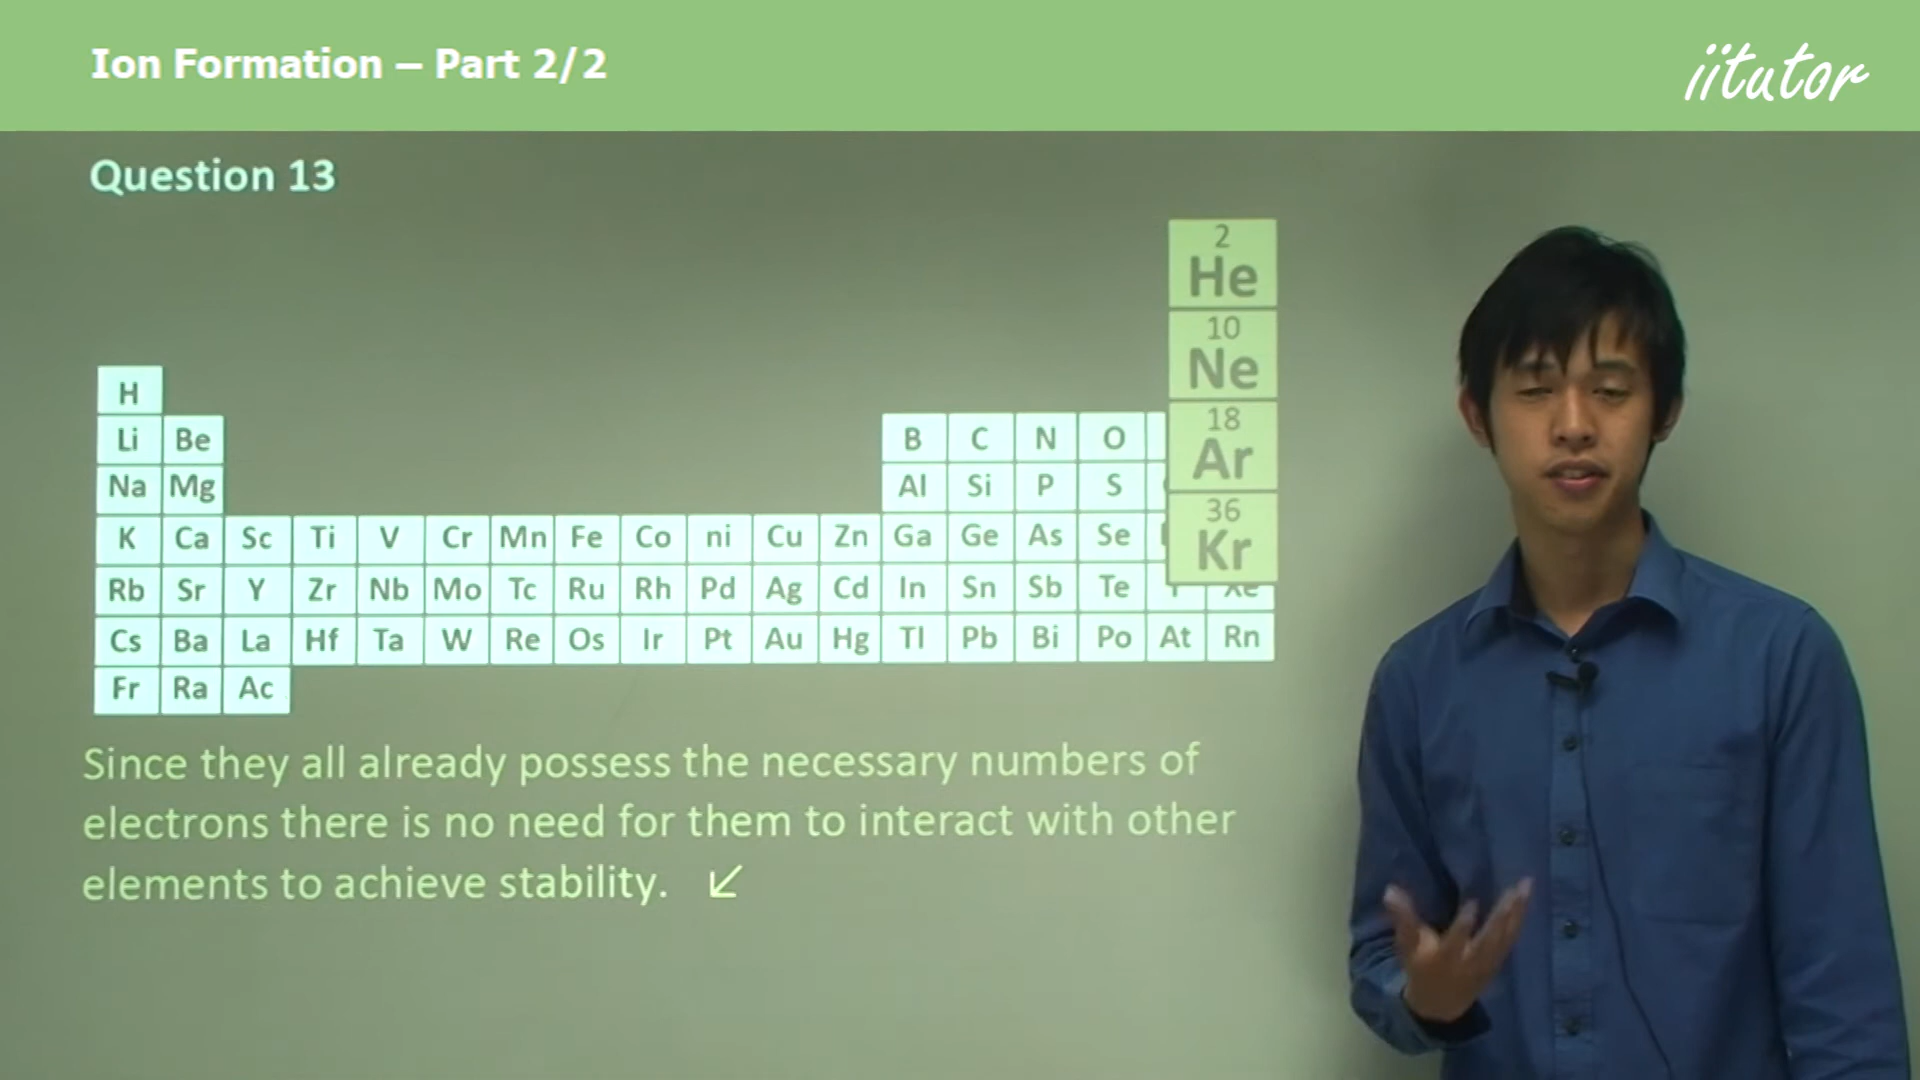 Ion Formation – Part 2/2
iitutor
Question 13
2
He
10
Ne
18
Ar
36
Kr
H
Li Be B C N O
Na Mg Al Si P S
K Ca Sc Ti V Cr Mn Fe Co ni Cu Zn Ga Ge As Se
Rb Sr Y Zr Nb Mo Tc Ru Rh Pd Ag Cd In Sn Sb Te I Xe
Cs Ba La Hf Ta W Re Os Ir Pt Au Hg Tl Pb Bi Po At Rn
Fr Ra Ac
Since they all already possess the necessary numbers of
electrons there is no need for them to interact with other
elements to achieve stability.